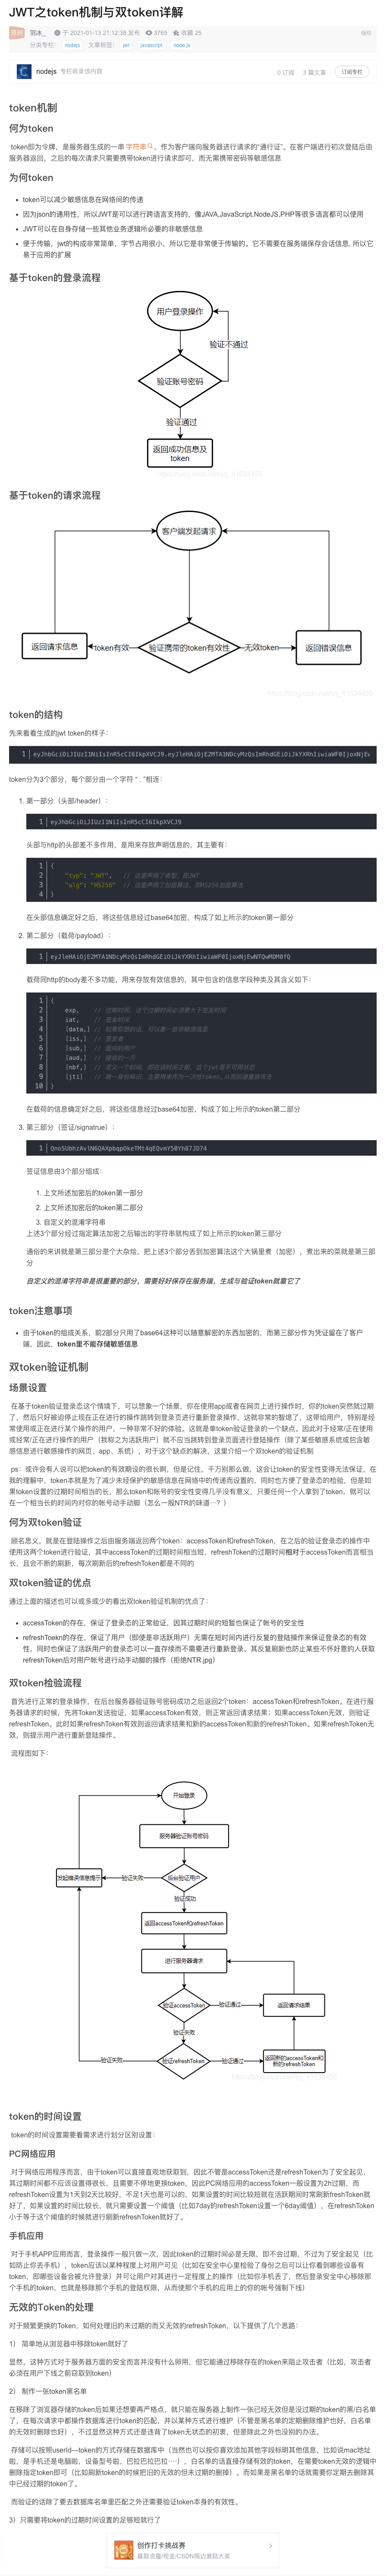 JWT之token机制与双token详解
羽冰_ 于 2021-01-13 21:12:38 发布 3769 收藏 25 版权
分类专栏: nodejs 文章标签: jwt javascript node.js
nodejs 专栏收录该内容 0 订阅 3 篇文章 订阅专栏
token机制
何为token
token即为令牌，是服务器生成的一串字符串，作为客户端向服务器进行请求的“通行证”。在客户端进行初次登陆后由
服务器返回，之后的每次请求只需要携带token进行请求即可，而无需携带密码等敏感信息
为何token
token可以减少敏感信息在网络间的传递
因为json的通用性，所以JWT是可以进行跨语言支持的，像JAVA,JavaScript,NodeJS,PHP等很多语言都可以使用
JWT可以在自身存储一些其他业务逻辑所必要的非敏感信息
便于传输，jwt的构成非常简单，字节占用很小，所以它是非常便于传输的。它不需要在服务端保存会话信息, 所以它
易于应用的扩展
基于token的登录流程
用户登录操作
验证不通过
验证账号密码
验证通过
返回成功信息及
token
基于token的请求流程
客户端发起请求
返回请求信息
token有效
验证携带的token有效性
无效token
返回错误信息
token的结构
先来看看生成的jwt token的样子：
token分为3个部分，每个部分由一个字符 “ . ”相连：
1. 第一部分（头部/header）：
1 eyJhbGciOiJIUzI1NiIsInR5cCI6IkpXVCJ9
头部与http的头部差不多作用，是用来存放声明信息的，其主要有：
1 {
2 "typ": "JWT", // 这里声明了类型，即JWT
3 "alg": "HS256" // 这里声明了加密算法，即HS256加密算法
4 }
在头部信息确定好之后，将这些信息经过base64加密，构成了如上所示的token第一部分
2. 第二部分（载荷/payload）：
载荷同http的body差不多功能，用来存放有效信息的，其中包含的信息字段种类及其含义如下：
1 {
2 exp, // 过期时间，这个过期时间必须要大于签发时间
3 iat, // 签发时间
4 [data,] // 如果你想的话，可以塞一些非敏感信息
5 [iss,] // 签发者
6 [sub,] // 面向的用户
7 [aud,] // 接收的一方
8 [nbf,] // 定义一个时间，即在该时间之前，这个jwt是不可用状态
9 [jti] // 唯一身份标识，主要用来作为一次性token,从而回避重放攻击
10 }
在载荷的信息确定好之后，将这些信息经过base64加密，构成了如上所示的token第二部分
3. 第三部分（签证/signatrue）：
签证信息由3个部分组成：
1. 上文所述加密后的token第一部分
2. 上文所述加密后的token第二部分
3. 自定义的混淆字符串
上述3个部分经过指定算法加密之后输出的字符串就构成了如上所示的token第三部分
通俗的来讲就是第三部分是个大杂烩，把上述3个部分丢到加密算法这个大锅里煮（加密），煮出来的菜就是第三部
分
自定义的混淆字符串是很重要的部分，需要好好保存在服务端，生成与验证token就靠它了
token注意事项
由于token的组成关系，前2部分只用了base64这种可以随意解密的东西加密的，而第三部分作为凭证留在了客户
端，因此，token里不能存储敏感信息
双token验证机制
场景设置
在基于token验证登录态这个情境下，可以想象一个场景，你在使用app或者在网页上进行操作时，你的token突然就过期
了，然后只好被迫停止现在正在进行的操作跳转到登录页进行重新登录操作，这就非常的智熄了，这带给用户，特别是经
常使用或正在进行某个操作的用户，一种非常不好的体验。这就是单token验证登录的一个缺点，因此对于经常/正在使用
或经常/正在进行操作的用户（我称之为活跃用户）就不应当跳转到登录页面进行登陆操作（除了某些敏感系统或包含敏
感信息进行敏感操作的网页、app、系统），对于这个缺点的解决，这里介绍一个双token的验证机制
ps：或许会有人说可以把token的有效期设的很长啊，但是记住，千万别那么做，这会让token的安全性变得无法保证，在
我的理解中，token本就是为了减少未经保护的敏感信息在网络中的传递而设置的，同时也方便了登录态的检验，但是如
果token设置的过期时间相当的长，那么token和账号密码的安全性变得几乎没有意义，只要任何一个人拿到了token，就可以
在一个相当长的时间内对你的帐号动手动脚（怎么一股NTR的味道…？）
何为双token验证
顾名思义，就是在登陆操作之后由服务端返回两个token：accessToken和refreshToken，在之后的验证登录态的操作中
使用这两个token进行验证，其中accessToken的过期时间相当短，refreshToken的过期时间相对于accessToken而言相当
长，且会不断的刷新，每次刷新后的refreshToken都是不同的
双token验证的优点
通过上面的描述也可以或多或少的看出双token验证机制的优点了：
accessToken的存在，保证了登录态的正常验证，因其过期时间的短暂也保证了帐号的安全性
refreshToekn的存在，保证了用户（即使是非活跃用户）无需在短时间内进行反复的登陆操作来保证登录态的有效
性，同时也保证了活跃用户的登录态可以一直存续而不需要进行重新登录，其反复刷新也防止某些不怀好意的人获取
refreshToken后对用户帐号进行动手动脚的操作（拒绝NTR.jpg）
双token检验流程
首先进行正常的登录操作，在后台服务器验证账号密码成功之后返回2个token：accessToken和refreshToken。在进行服
务器请求的时候，先将Token发送验证，如果accessToken有效，则正常返回请求结果；如果accessToken无效，则验证
refreshToken。此时如果refreshToken有效则返回请求结果和新的accessToken和新的refreshToken。如果refreshToken无
效，则提示用户进行重新登陆操作。
流程图如下：
开始登录
服务器验证账号密码
发起错误信息提示
验证失败
后台验证用户
验证成功
返回accessToken和refreshToken
进行服务器请求
验证accessToken
验证通过
返回请求结果
验证失败
验证失败
验证refreshToken
验证通过
返回新的accessToken和
新的refreshToken
token的时间设置
token的时间设置需要看需求进行划分区别设置：
PC网络应用
对于网络应用程序而言，由于token可以直接直观地获取到，因此不管是accessToken还是refreshToken为了安全起见，
其过期时间都不应该设置得很长，且需要不停地更换token，因此PC网络应用的accessToken一般设置为2h过期，而
refreshToken设置为1天到2天比较好，不足1天也是可以的，如果设置的时间比较短就在活跃期间时常刷新freshToken就
好了，如果设置的时间比较长，就只需要设置一个阈值（比如7day的refreshToken设置一个6day阈值），在refreshToken
小于等于这个阈值的时候就进行刷新refreshToken就好了。
手机应用
对于手机APP应用而言，登录操作一般只做一次，因此token的过期时间必是无限，即不会过期，不过为了安全起见（比
如防止你丢手机），token应该以某种程度上对用户可见（比如在安全中心里检验了身份之后可以让你看到哪些设备有
token，即哪些设备会被允许登录）并可让用户对其进行一定程度上的操作（比如你手机丢了，然后登录安全中心移除那
个手机的token，也就是移除那个手机的登陆权限，从而使那个手机的应用上的你的帐号强制下线）
无效的Token的处理
对于频繁更换的Token，如何处理旧的未过期的而又无效的refreshToken，以下提供了几个思路：
1） 简单地从浏览器中移除token就好了
显然，这种方式对于服务器方面的安全而言并没有什么卵用，但它能通过移除存在的token来阻止攻击者（比如，攻击者
必须在用户下线之前窃取到token）
2） 制作一张token黑名单
在移除了浏览器存储的token后如果还想要再严格点，就只能在服务器上制作一张已经无效但是没过期的token的黑/白名单
了，在每次请求中都操作数据库进行token的匹配，并以某种方式进行维护（不管是黑名单的定期删除维护也好，白名单
的无效时删除也好），不过显然这种方式还是违背了token无状态的初衷，但是除此之外也没别的办法。
存储可以按照userId—token的方式存储在数据库中（当然也可以按你喜欢添加其他字段标明其他信息，比如说mac地址
啦，是手机还是电脑啦，设备型号啦，巴拉巴拉巴拉····），白名单的话直接存储有效的token，在需要token无效的逻辑中
删除指定token即可（比如刷新token的时候把旧的无效的但未过期的删掉）。而如果是黑名单的话就需要你定期去删除其
中已经过期的token了。
而验证的话除了要去数据库名单里匹配之外还需要验证token本身的有效性。
3）只需要将token的过期时间设置的足够短就行了
创作打卡挑战赛
赢取流量/现金/CSDN周边激励大奖